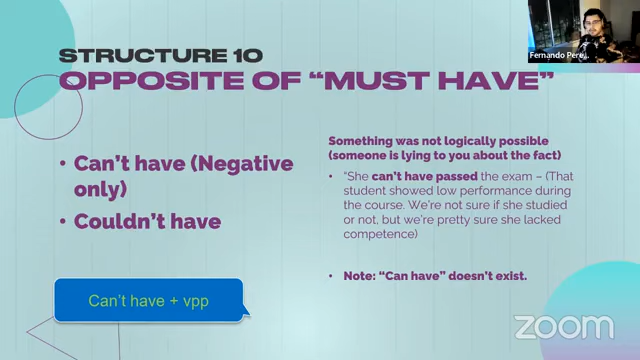 Fernando Pere...
STRUCTURE 10
OPPOSITE OF “MUST HAVE”
• Can’t have (Negative
only)
• Couldn’t have
Something was not logically possible
(someone is lying to you about the fact)
• “She can’t have passed the exam – (That
student showed low performance during
the course. We’re not sure if she studied
or not, but we’re pretty sure she lacked
competence)
• Note: “Can have” doesn’t exist.
Can’t have + vpp
zoom